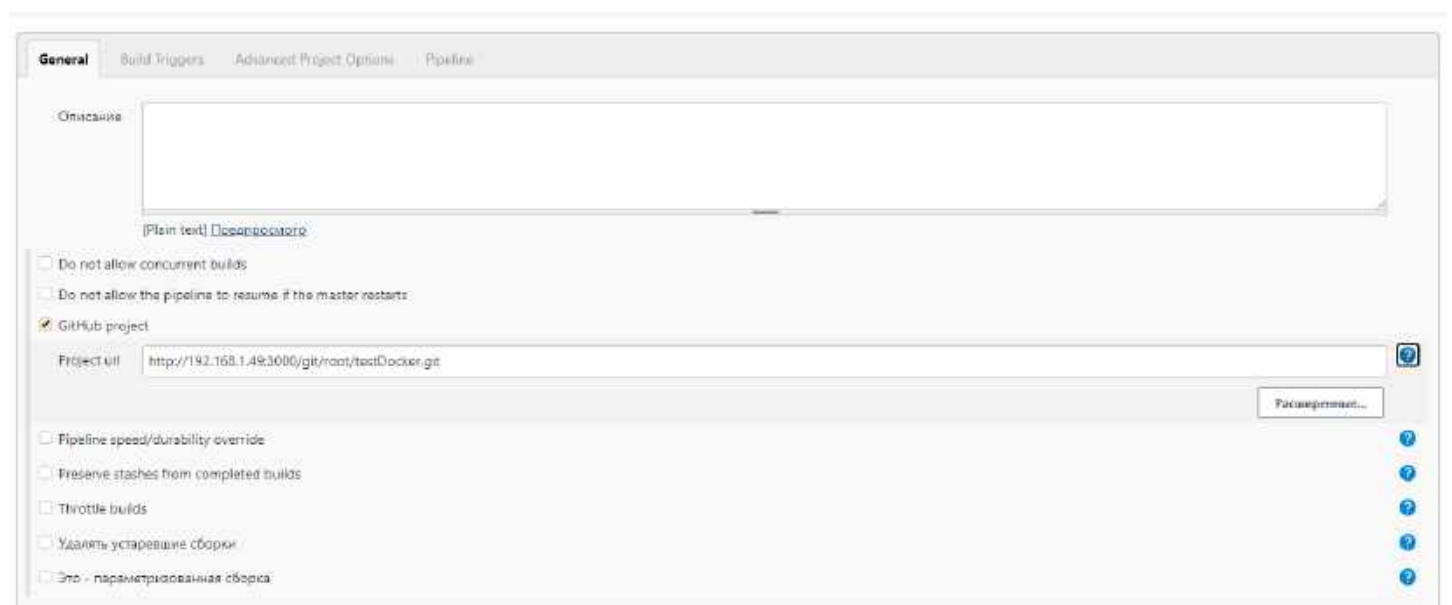 General Build Triggers Advanced Project Options Pipeline
Описание
[Plain text] Предпросмотр
Do not allow concurrent builds
Do not allow the pipeline to resume if the master restarts
GitHub project
Project url http://192.168.1.49:3000/git/root/testDocker.git
Расширенные...
Pipeline speed/durability override
Preserve stashes from completed builds
Throttle builds
Удалять устаревшие сборки
Это - параметризованная сборка